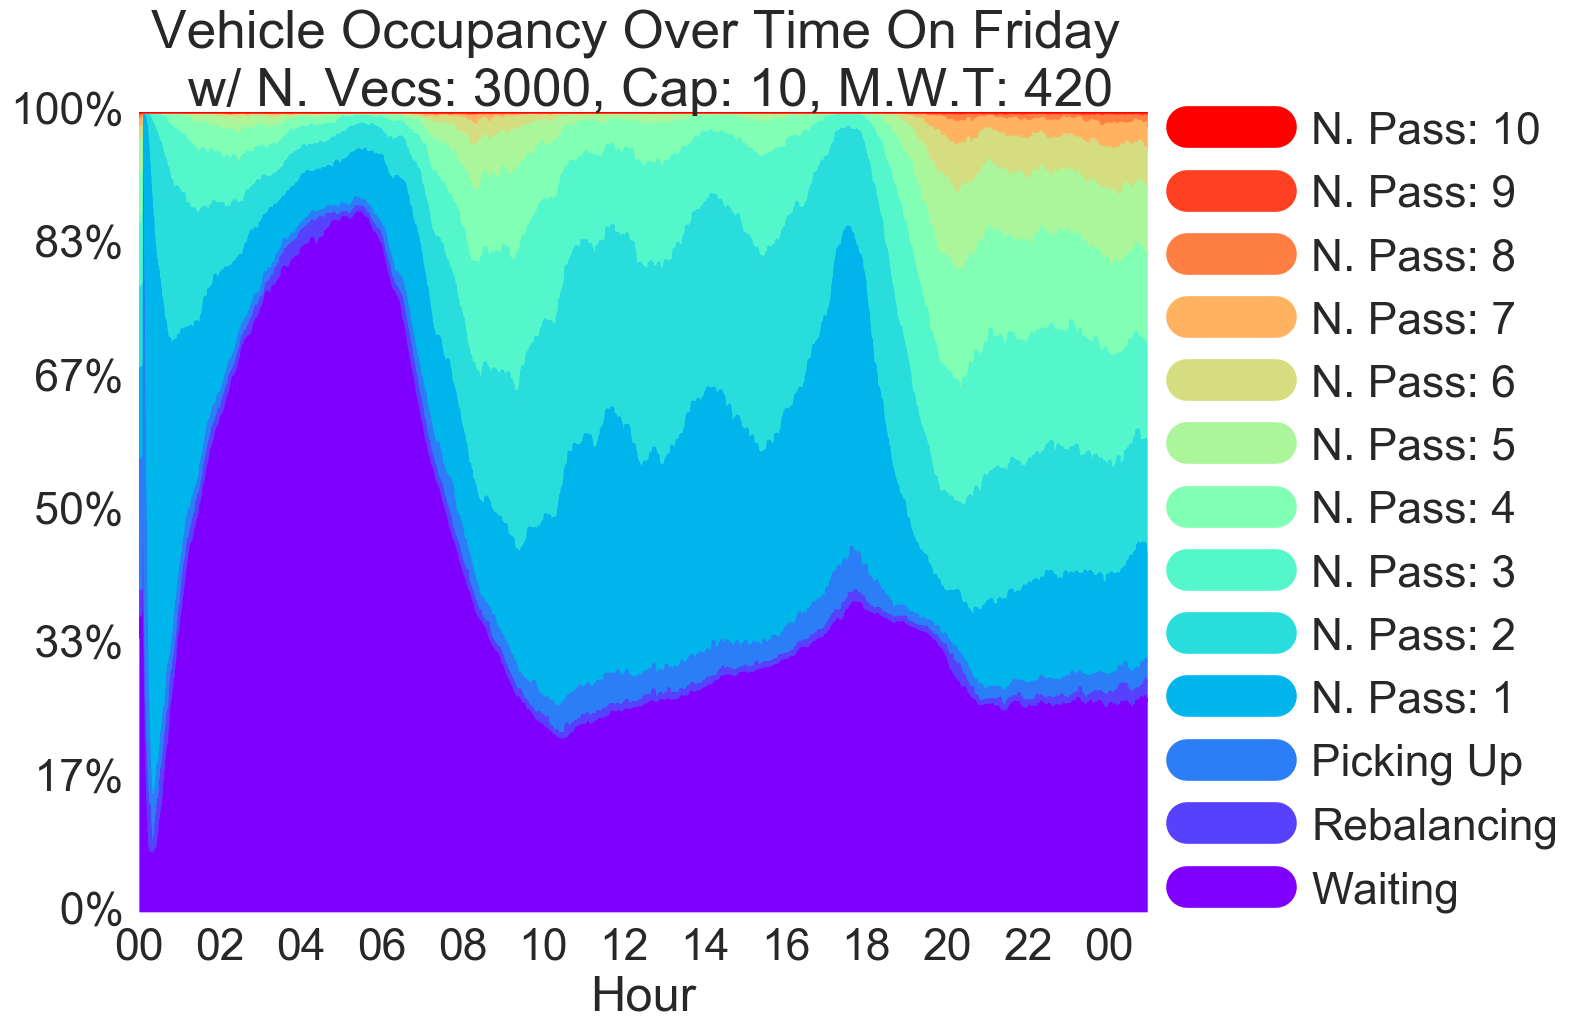 Vehicle Occupancy Over Time On Friday
w/ N. Vecs: 3000, Cap: 10, M.W.T: 420
100%
83%
67%
50%
33%
17%
0%
00 02 04 06 08 10 12 14 16 18 20 22 00
Hour
N. Pass: 10
N. Pass: 9
N. Pass: 8
N. Pass: 7
N. Pass: 6
N. Pass: 5
N. Pass: 4
N. Pass: 3
N. Pass: 2
N. Pass: 1
Picking Up
Rebalancing
Waiting